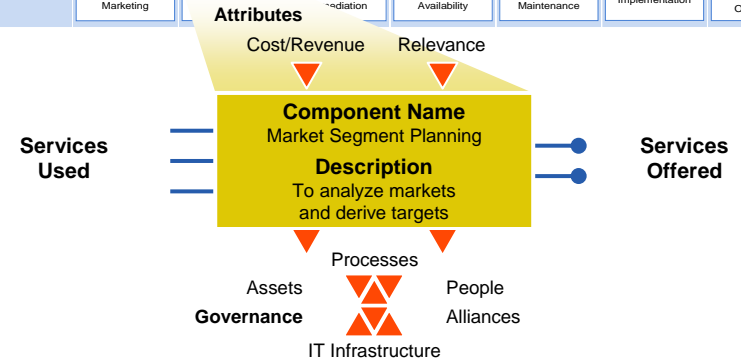 Marketing
Availability
Maintenance
Implementation
Attributes
Cost/Revenue Relevance
Component Name
Market Segment Planning
Description
To analyze markets
and derive targets
Services
Used
Services
Offered
Processes
Assets People
Governance Alliances
IT Infrastructure